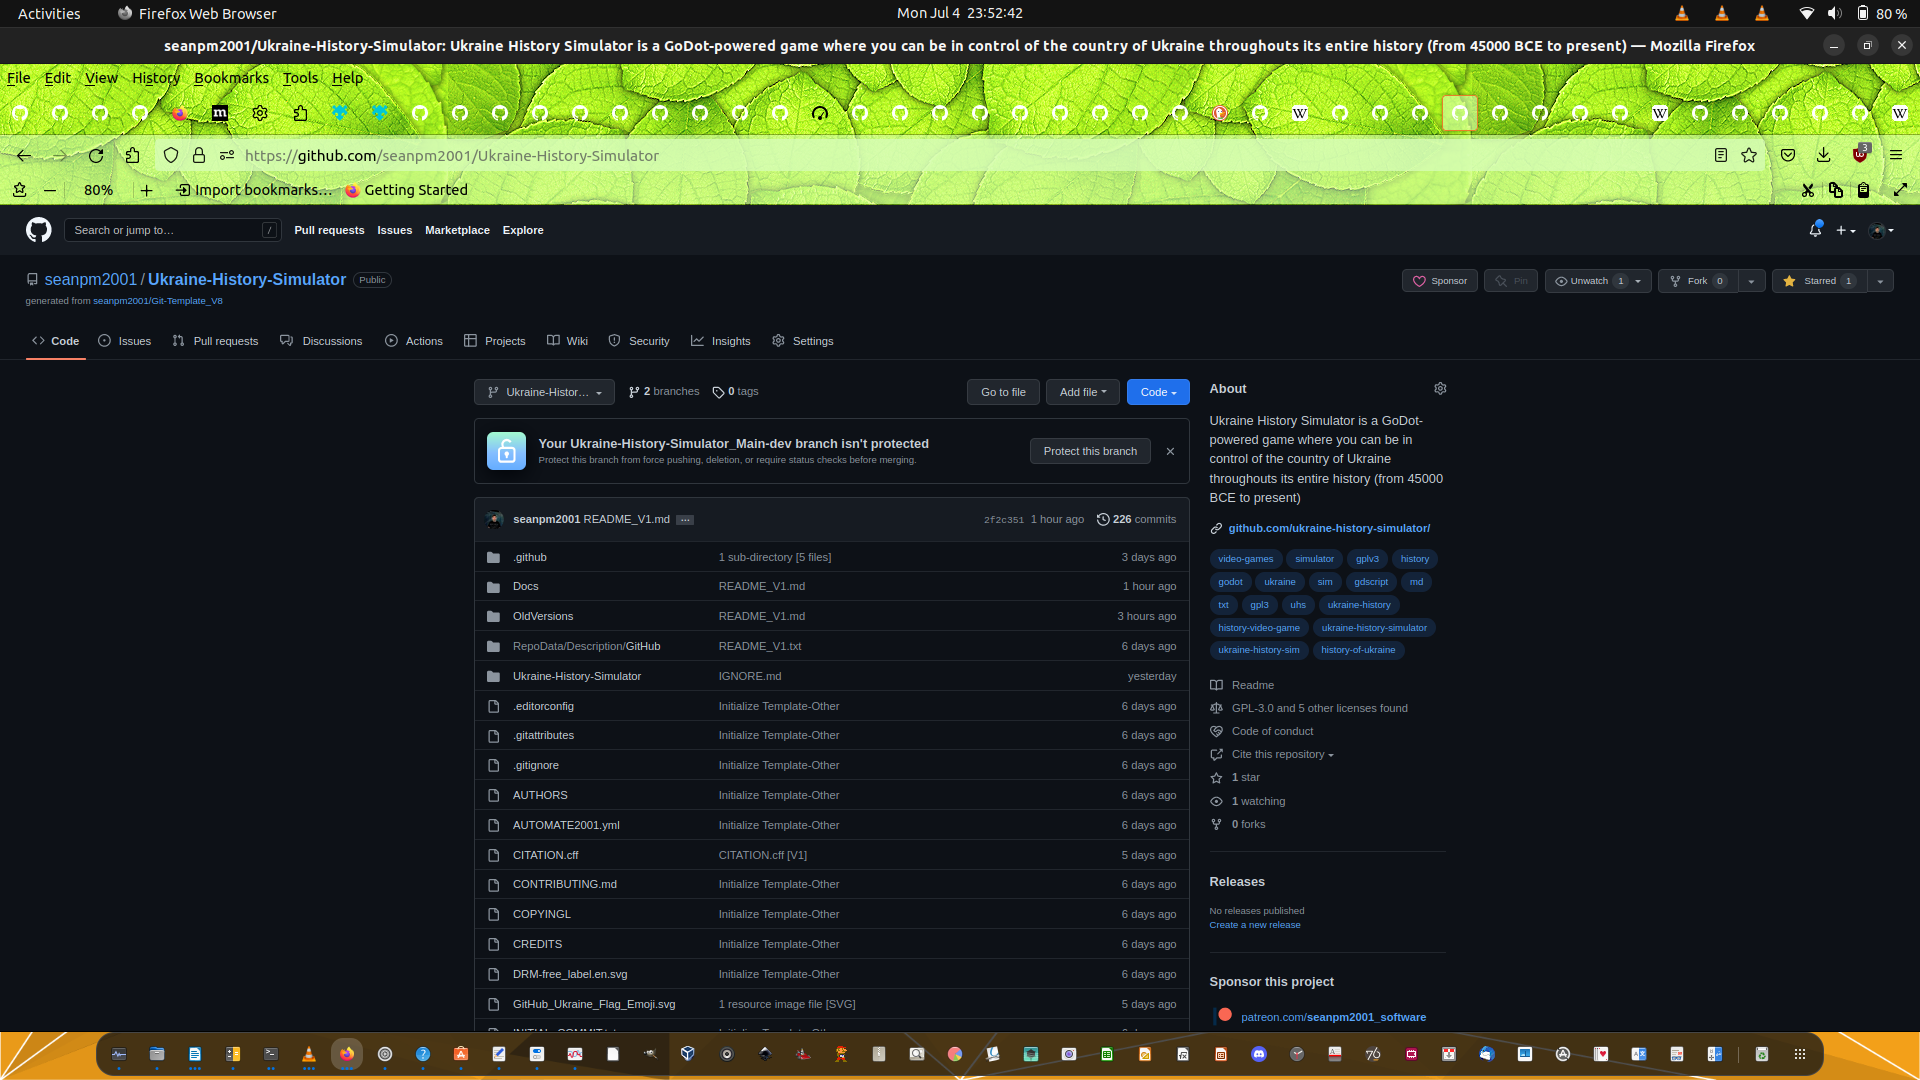 Activities
Firefox Web Browser
Mon Jul 4 23:52:42
80 %
seanpm2001/Ukraine-History-Simulator: Ukraine History Simulator is a GoDot-powered game where you can be in control of the country of Ukraine throughouts its entire history (from 45000 BCE to present) — Mozilla Firefox
File Edit View History Bookmarks Tools Help
https://github.com/seanpm2001/Ukraine-History-Simulator
3
80%
Import bookmarks…
Getting Started
Search or jump to… /
Pull requests Issues Marketplace Explore
seanpm2001 / Ukraine-History-Simulator Public
generated from seanpm2001/Git-Template_V8
Sponsor
Pin
Unwatch 1
Fork 0
Starred 1
Code Issues Pull requests Discussions Actions Projects Wiki Security Insights Settings
Ukraine-Histor…
2 branches
0 tags
Go to file
Add file
Code
Your Ukraine-History-Simulator_Main-dev branch isn't protected
Protect this branch from force pushing, deletion, or require status checks before merging.
Protect this branch
seanpm2001 README_V1.md … 2f2c351 1 hour ago 226 commits
.github 1 sub-directory [5 files] 3 days ago
Docs README_V1.md 1 hour ago
OldVersions README_V1.md 3 hours ago
RepoData/Description/GitHub README_V1.txt 6 days ago
Ukraine-History-Simulator IGNORE.md yesterday
.editorconfig Initialize Template-Other 6 days ago
.gitattributes Initialize Template-Other 6 days ago
.gitignore Initialize Template-Other 6 days ago
AUTHORS Initialize Template-Other 6 days ago
AUTOMATE2001.yml Initialize Template-Other 6 days ago
CITATION.cff CITATION.cff [V1] 5 days ago
CONTRIBUTING.md Initialize Template-Other 6 days ago
COPYINGL Initialize Template-Other 6 days ago
CREDITS Initialize Template-Other 6 days ago
DRM-free_label.en.svg Initialize Template-Other 6 days ago
GitHub_Ukraine_Flag_Emoji.svg 1 resource image file [SVG] 5 days ago
About
Ukraine History Simulator is a GoDot-
powered game where you can be in
control of the country of Ukraine
throughouts its entire history (from 45000
BCE to present)
github.com/ukraine-history-simulator/
video-games simulator gplv3 history
godot ukraine sim gdscript md
txt gpl3 uhs ukraine-history
history-video-game ukraine-history-simulator
ukraine-history-sim history-of-ukraine
Readme
GPL-3.0 and 5 other licenses found
Code of conduct
Cite this repository
1 star
1 watching
0 forks
Releases
No releases published
Create a new release
Sponsor this project
patreon.com/seanpm2001_software